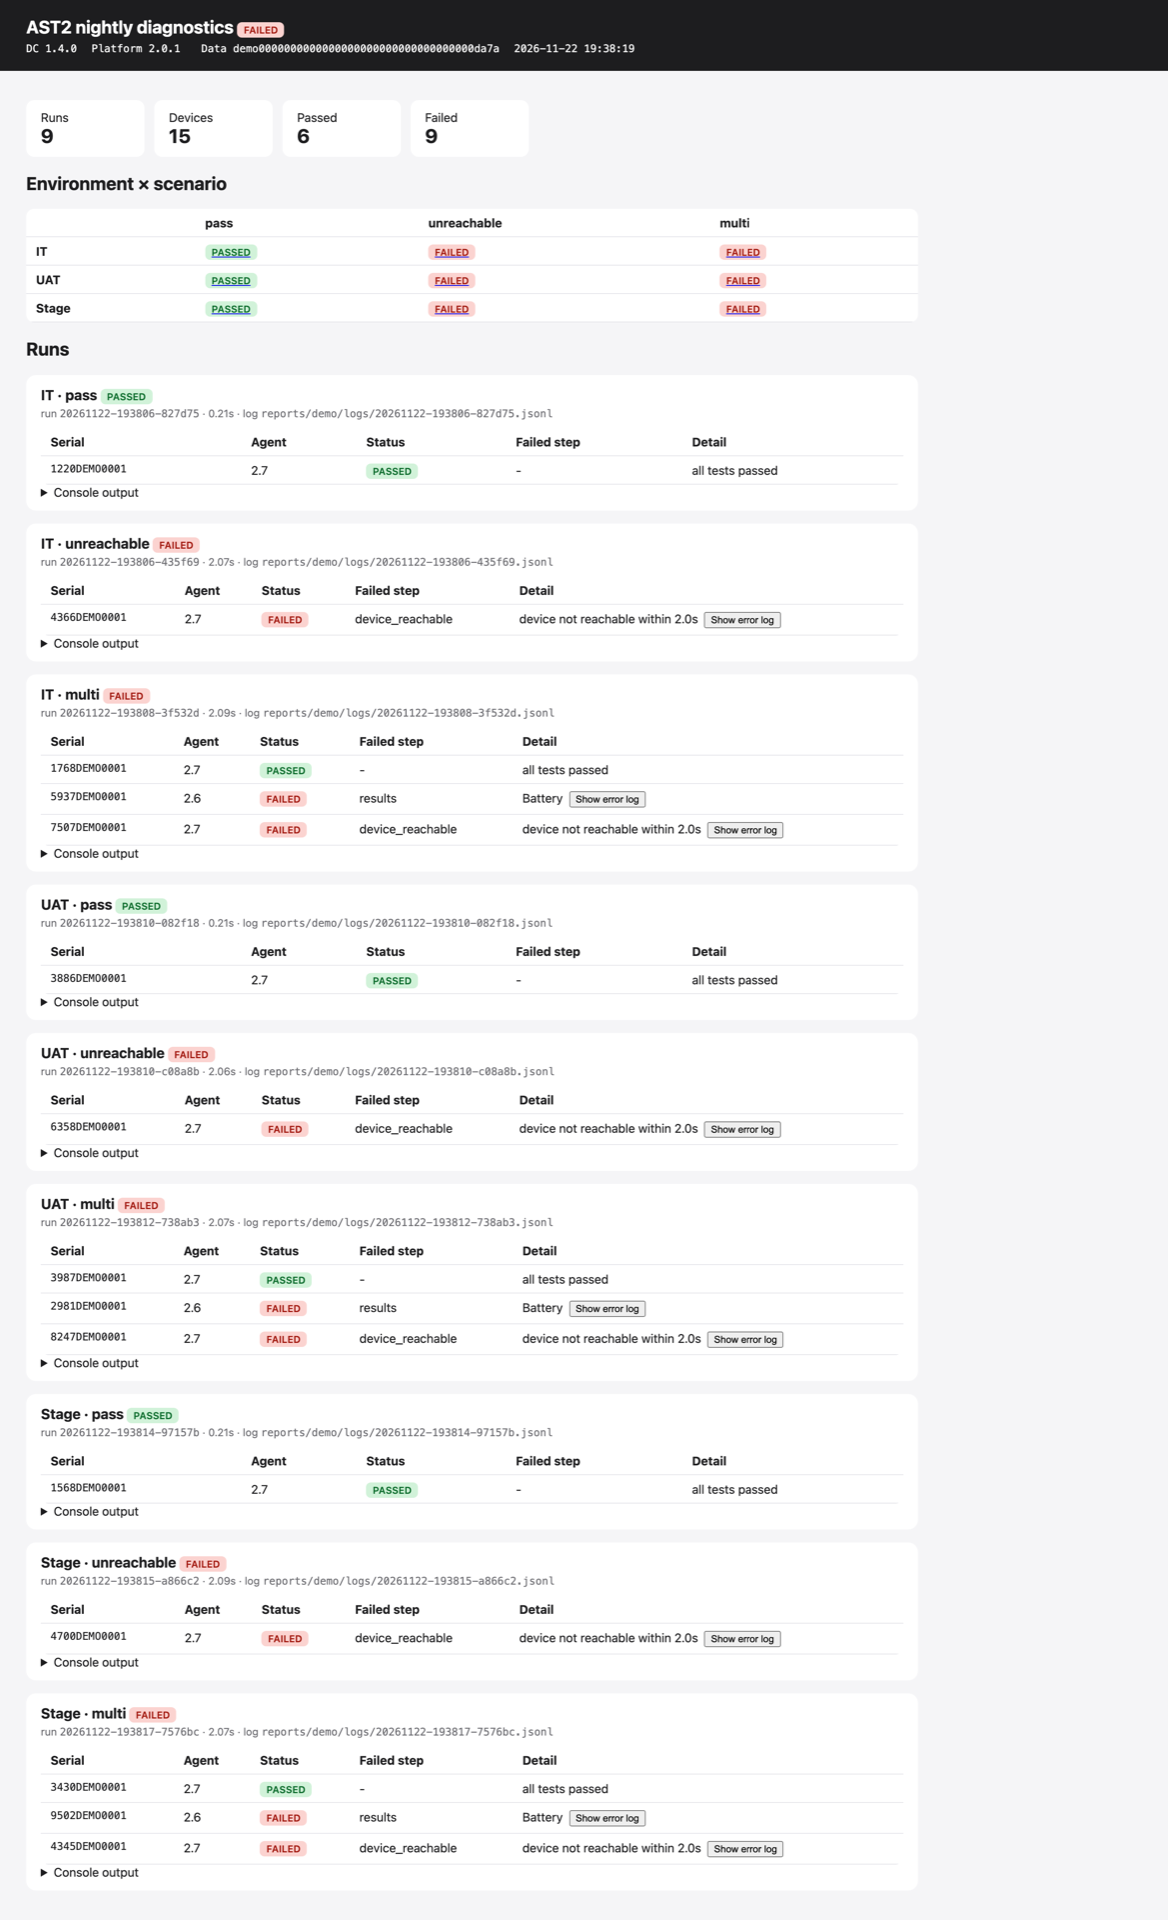 AST2 nightly diagnostics FAILED
DC 1.4.0 Platform 2.0.1 Data demo000000000000000000000000000000000da7a 2026-11-22 19:38:19
Runs Devices Passed Failed
9 15 6 9
Environment × scenario
pass unreachable multi
IT PASSED FAILED FAILED
UAT PASSED FAILED FAILED
Stage PASSED FAILED FAILED
Runs
IT · pass PASSED
run 20261122-193806-827d75 · 0.21s · log reports/demo/logs/20261122-193806-827d75.jsonl
Serial Agent Status Failed step Detail
1220DEMO0001 2.7 PASSED - all tests passed
▶ Console output
IT · unreachable FAILED
run 20261122-193806-435f69 · 2.07s · log reports/demo/logs/20261122-193806-435f69.jsonl
Serial Agent Status Failed step Detail
4366DEMO0001 2.7 FAILED device_reachable device not reachable within 2.0s Show error log
▶ Console output
IT · multi FAILED
run 20261122-193808-3f532d · 2.09s · log reports/demo/logs/20261122-193808-3f532d.jsonl
Serial Agent Status Failed step Detail
1768DEMO0001 2.7 PASSED - all tests passed
5937DEMO0001 2.6 FAILED results Battery Show error log
7507DEMO0001 2.7 FAILED device_reachable device not reachable within 2.0s Show error log
▶ Console output
UAT · pass PASSED
run 20261122-193810-082f18 · 0.21s · log reports/demo/logs/20261122-193810-082f18.jsonl
Serial Agent Status Failed step Detail
3886DEMO0001 2.7 PASSED - all tests passed
▶ Console output
UAT · unreachable FAILED
run 20261122-193810-c08a8b · 2.06s · log reports/demo/logs/20261122-193810-c08a8b.jsonl
Serial Agent Status Failed step Detail
6358DEMO0001 2.7 FAILED device_reachable device not reachable within 2.0s Show error log
▶ Console output
UAT · multi FAILED
run 20261122-193812-738ab3 · 2.07s · log reports/demo/logs/20261122-193812-738ab3.jsonl
Serial Agent Status Failed step Detail
3987DEMO0001 2.7 PASSED - all tests passed
2981DEMO0001 2.6 FAILED results Battery Show error log
8247DEMO0001 2.7 FAILED device_reachable device not reachable within 2.0s Show error log
▶ Console output
Stage · pass PASSED
run 20261122-193814-97157b · 0.21s · log reports/demo/logs/20261122-193814-97157b.jsonl
Serial Agent Status Failed step Detail
1568DEMO0001 2.7 PASSED - all tests passed
▶ Console output
Stage · unreachable FAILED
run 20261122-193815-a866c2 · 2.09s · log reports/demo/logs/20261122-193815-a866c2.jsonl
Serial Agent Status Failed step Detail
4700DEMO0001 2.7 FAILED device_reachable device not reachable within 2.0s Show error log
▶ Console output
Stage · multi FAILED
run 20261122-193817-7576bc · 2.07s · log reports/demo/logs/20261122-193817-7576bc.jsonl
Serial Agent Status Failed step Detail
3430DEMO0001 2.7 PASSED - all tests passed
9502DEMO0001 2.6 FAILED results Battery Show error log
4345DEMO0001 2.7 FAILED device_reachable device not reachable within 2.0s Show error log
▶ Console output